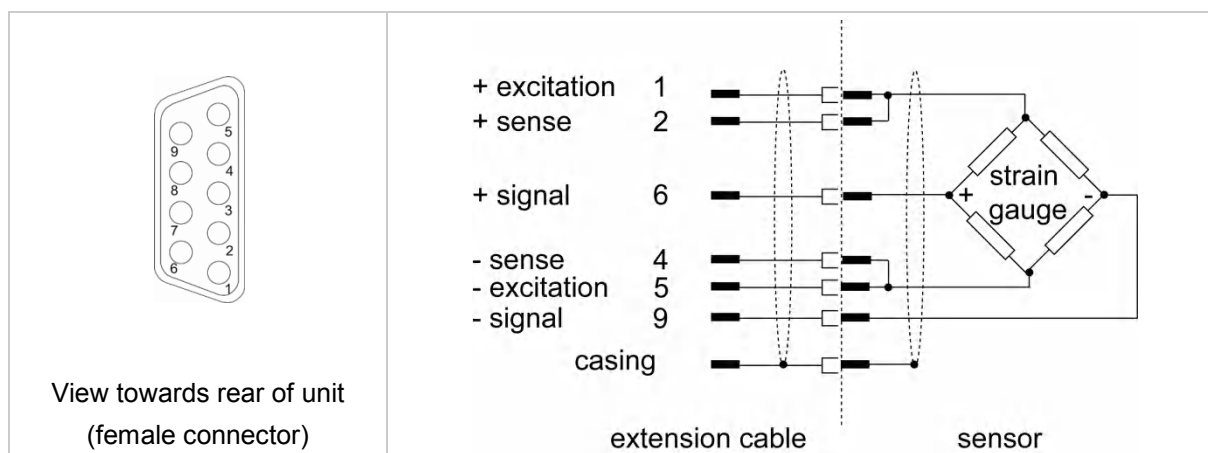 5
9
4
8
3
7
2
6
1
View towards rear of unit
(female connector)
+ excitation 1
+ sense 2
+ signal 6
- sense 4
- excitation 5
- signal 9
casing
strain
+ gauge -
extension cable sensor